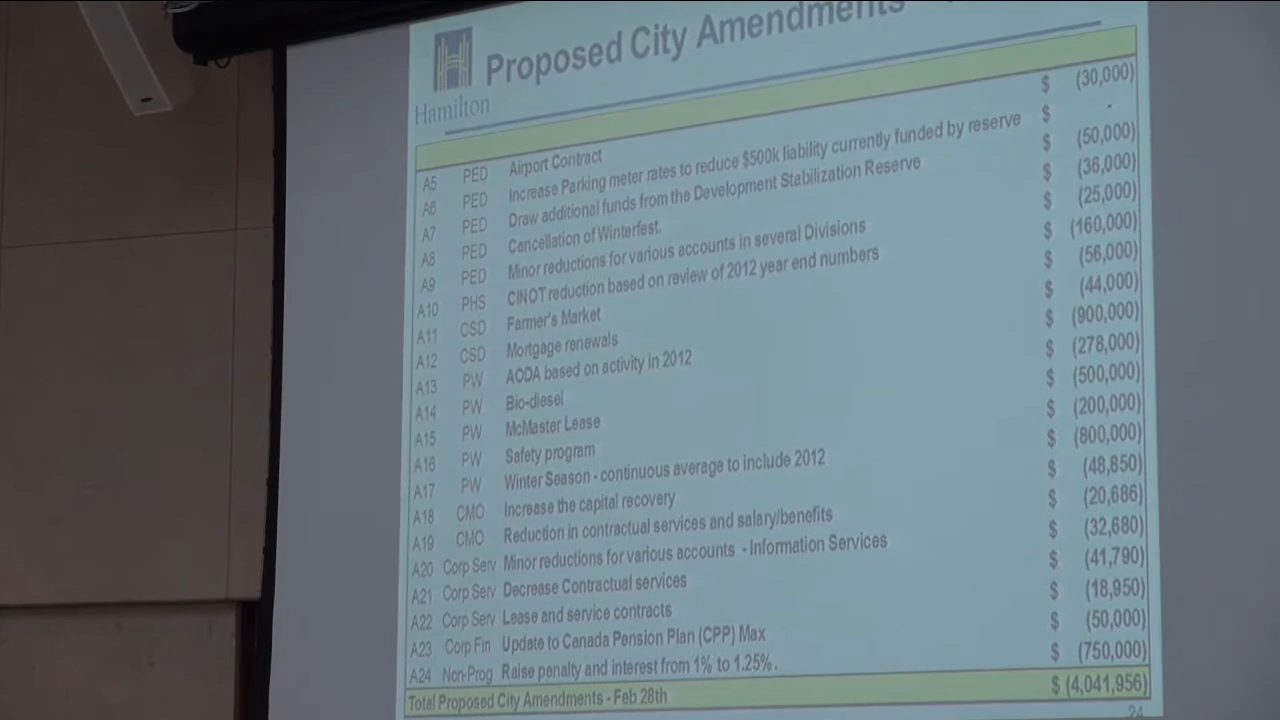 Proposed City Amendments
Hamilton
A5 PED Airport Contract $ (30,000)
A6 PED Increase Parking meter rates to reduce $500k liability currently funded by reserve $ -
A7 PED Draw additional funds from the Development Stabilization Reserve $ (50,000)
A8 PED Cancellation of Winterfest. $ (36,000)
A9 PED Minor reductions for various accounts in several Divisions $ (25,000)
A10 PHS CINOT reduction based on review of 2012 year end numbers $ (160,000)
A11 CSD Farmer's Market $ (56,000)
A12 CSD Mortgage renewals $ (44,000)
A13 PW AODA based on activity in 2012 $ (900,000)
A14 PW Bio-diesel $ (278,000)
A15 PW McMaster Lease $ (500,000)
A16 PW Safety program $ (200,000)
A17 PW Winter Season - continuous average to include 2012 $ (800,000)
A18 CMO Increase the capital recovery $ (48,850)
A19 CMO Reduction in contractual services and salary/benefits $ (20,686)
A20 Corp Serv Minor reductions for various accounts - Information Services $ (32,680)
A21 Corp Serv Decrease Contractual services $ (41,790)
A22 Corp Serv Lease and service contracts $ (18,950)
A23 Corp Fin Update to Canada Pension Plan (CPP) Max $ (50,000)
A24 Non-Prog Raise penalty and interest from 1% to 1.25%. $ (750,000)
Total Proposed City Amendments - Feb 28th $ (4,041,956)
24